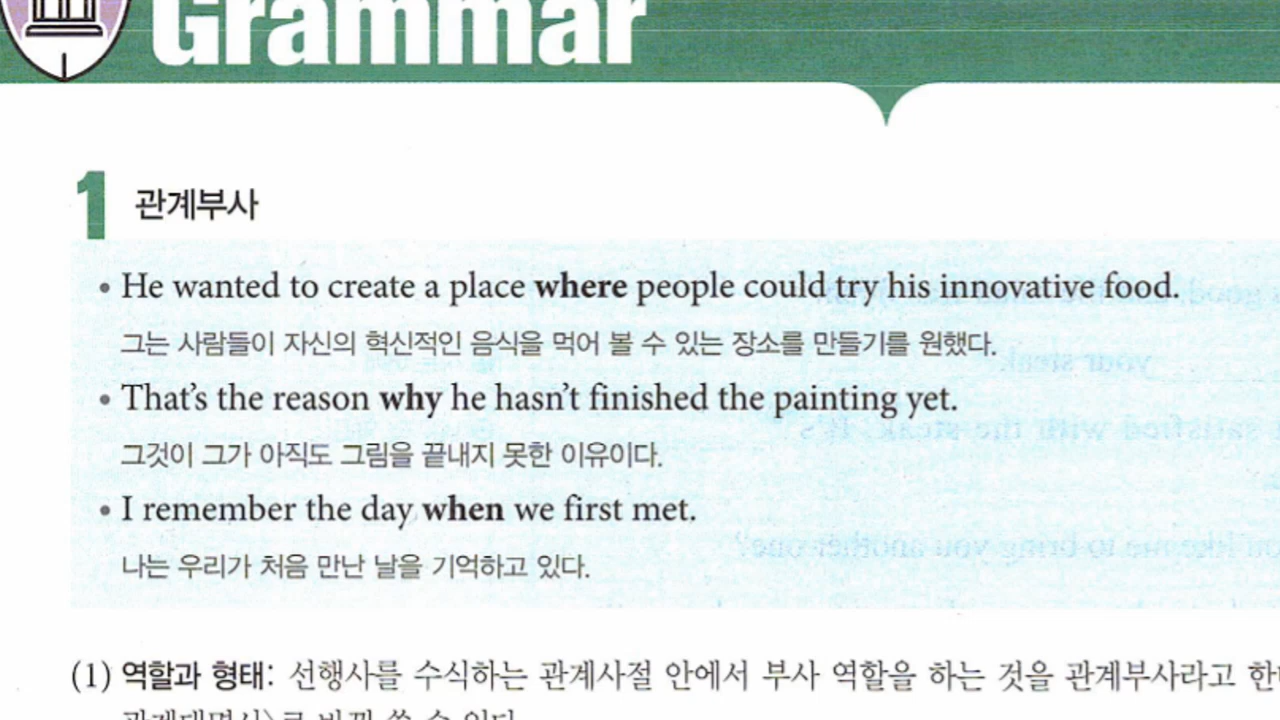 Grammar
1 관계부사
• He wanted to create a place where people could try his innovative food.
그는 사람들이 자신의 혁신적인 음식을 먹어 볼 수 있는 장소를 만들기를 원했다.
• That's the reason why he hasn't finished the painting yet.
그것이 그가 아직도 그림을 끝내지 못한 이유이다.
• I remember the day when we first met.
나는 우리가 처음 만난 날을 기억하고 있다.
(1) 역할과 형태: 선행사를 수식하는 관계사절 안에서 부사 역할을 하는 것을 관계부사라고